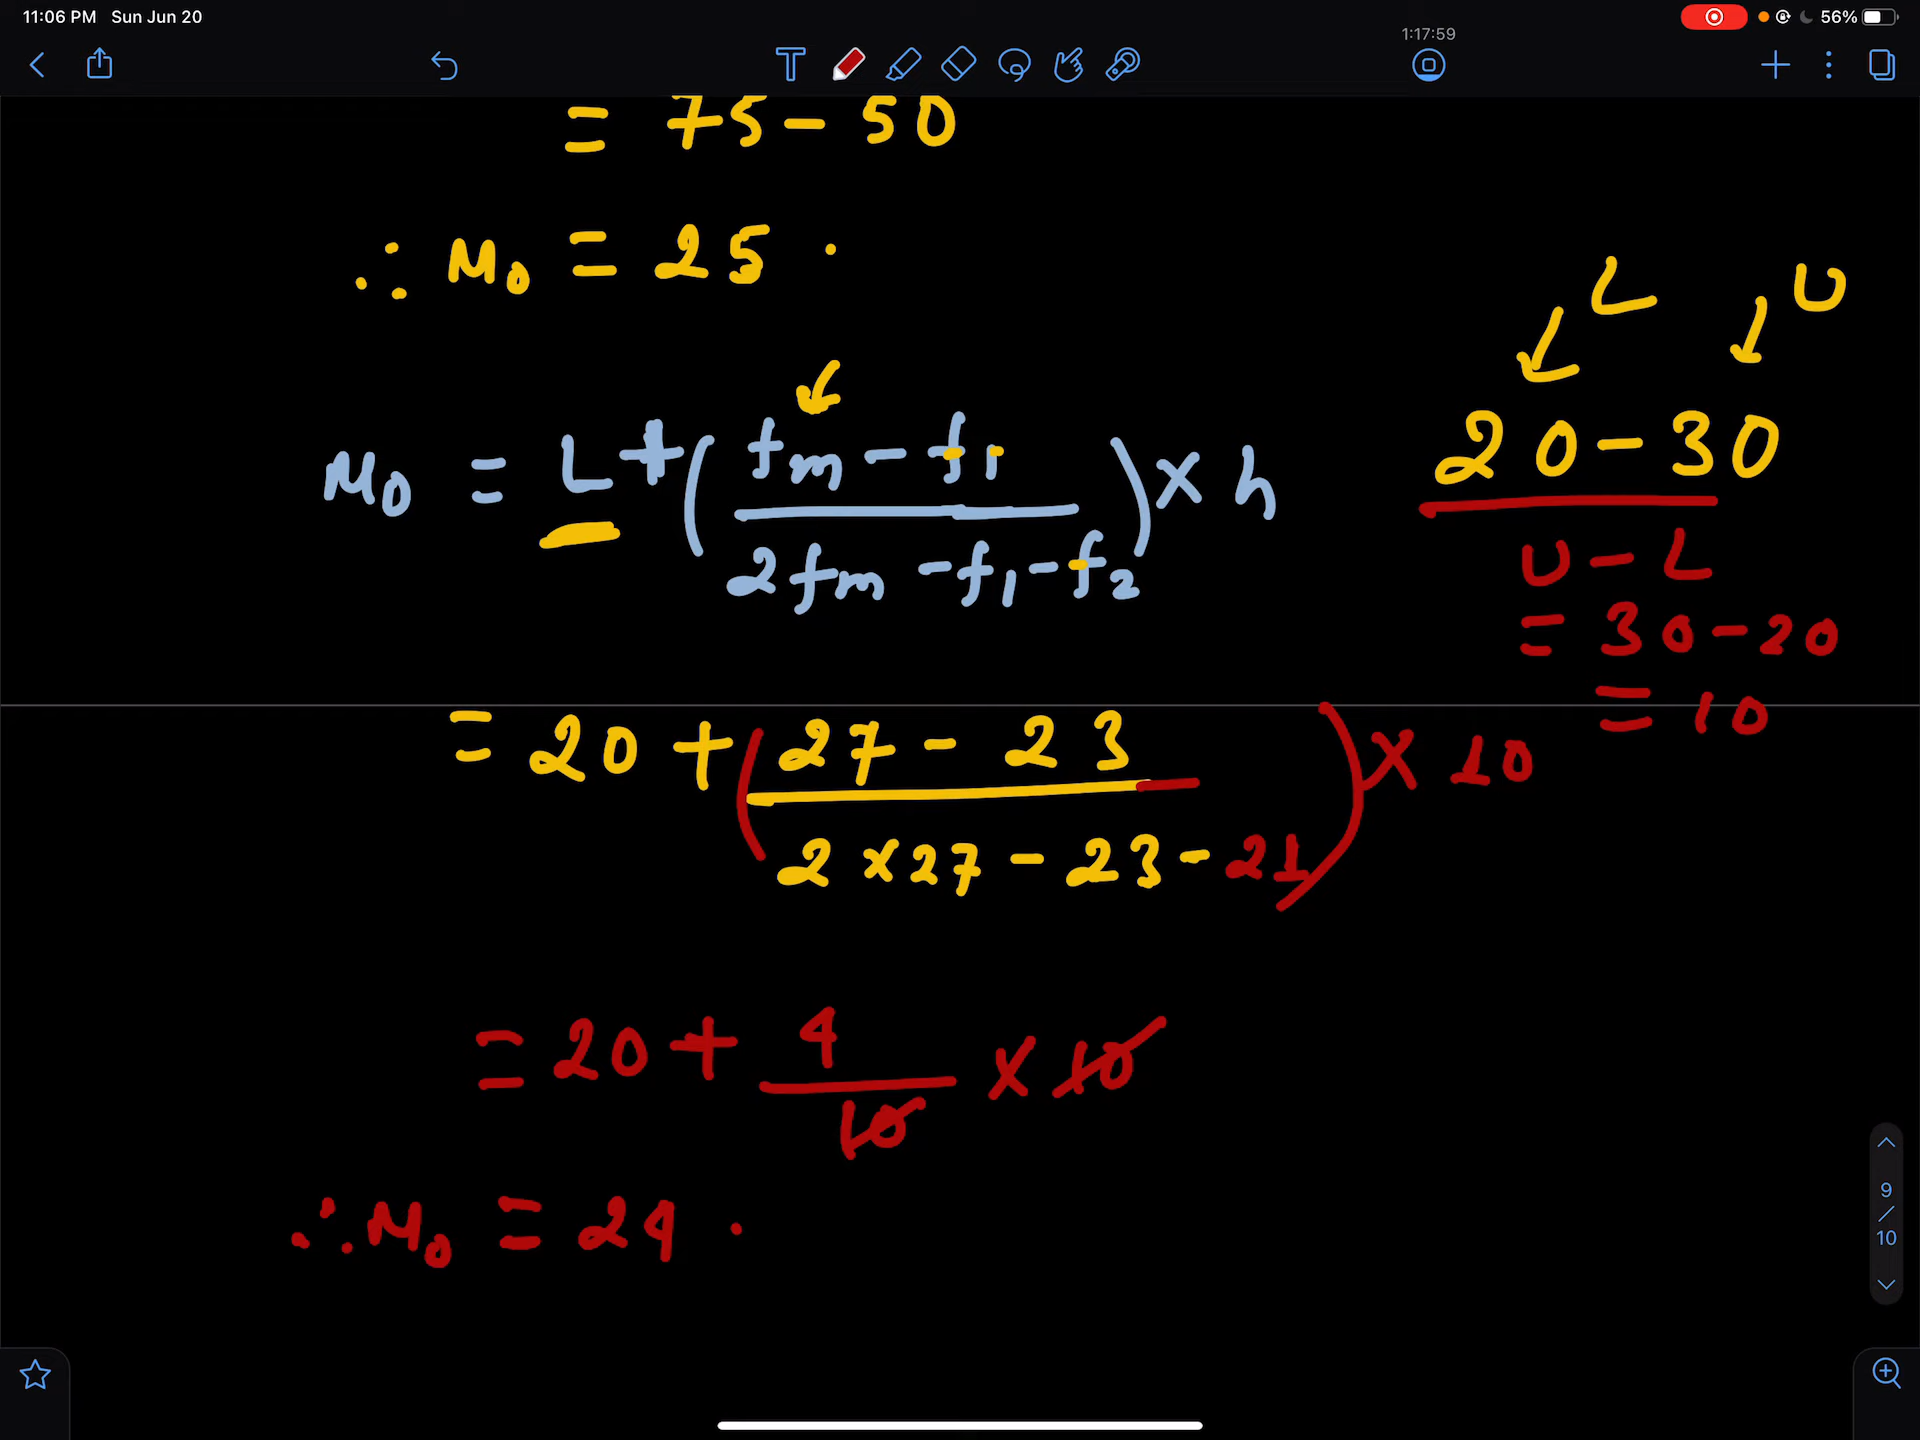 11:06 PM Sun Jun 20
56%
1:17:59
T
= 75 - 50
∴ M₀ = 25 .
L U
20 - 30
M₀ = L + ( fm - f₁ / 2fm - f₁ - f₂ ) × h
U - L
= 30 - 20
= 10
= 20 + ( 27 - 23 / 2 × 27 - 23 - 21 ) × 10
= 20 + 4 / 10 × 10
∴ M₀ = 24 .
9 / 10